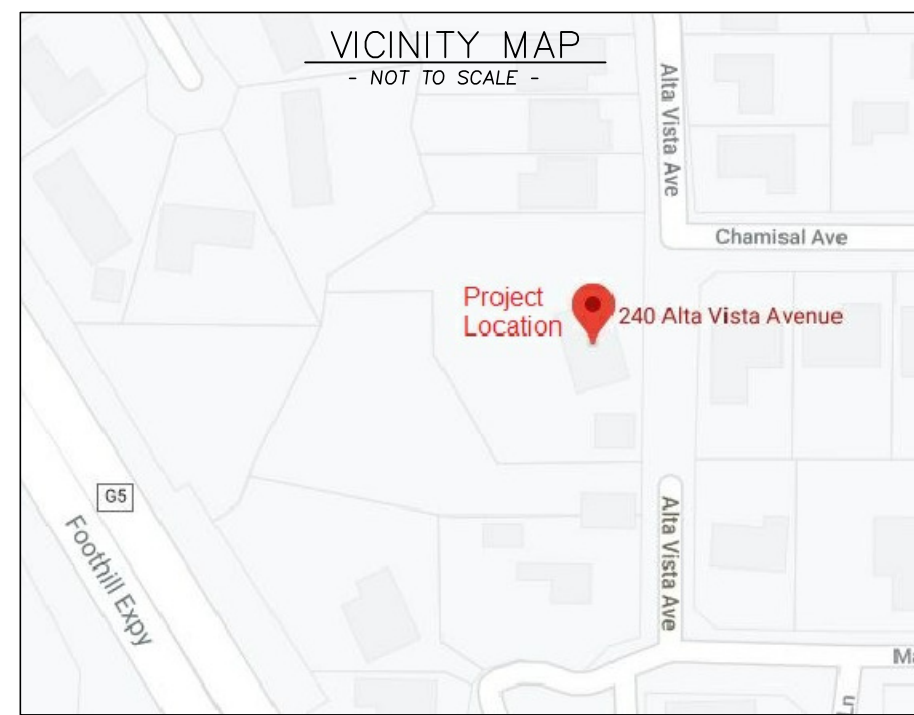 VICINITY MAP
- NOT TO SCALE -
Alta Vista Ave
Chamisal Ave
Project
Location
240 Alta Vista Avenue
G5
Foothill Expy
Alta Vista Ave
Ma